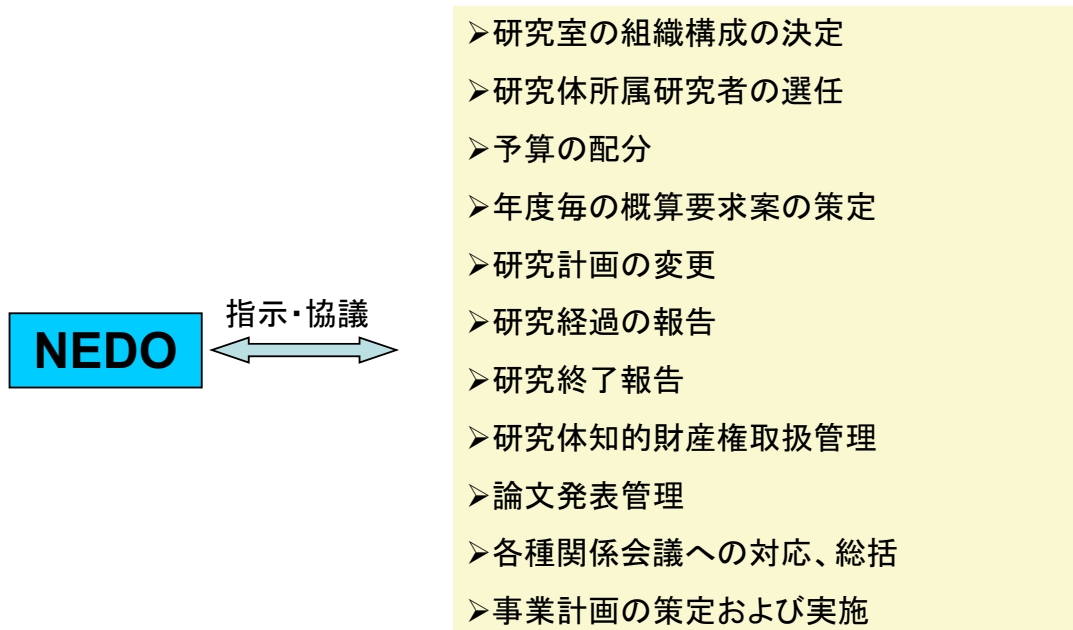 NEDO
指示・協議
➢研究室の組織構成の決定
➢研究体所属研究者の選任
➢予算の配分
➢年度毎の概算要求案の策定
➢研究計画の変更
➢研究経過の報告
➢研究終了報告
➢研究体知的財産権取扱管理
➢論文発表管理
➢各種関係会議への対応、総括
➢事業計画の策定および実施